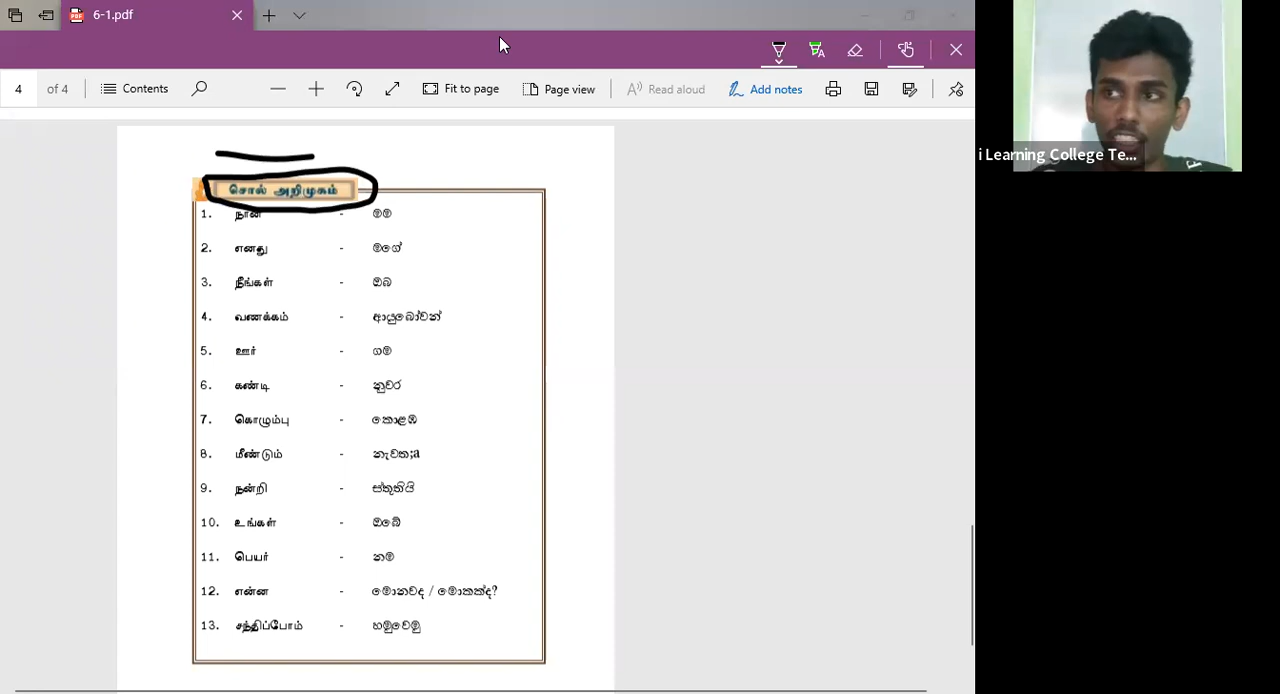 6-1.pdf
4 of 4 Contents Fit to page Page view Read aloud Add notes
i Learning College Te...
சொல் அறிமுகம்
1. நான் - මම
2. எனது - මගේ
3. நீங்கள் - ඔබ
4. வணக்கம் - ආයුබෝවන්
5. ஊர் - ගම
6. கண்டி - නුවර
7. கொழும்பு - කොළඹ
8. மீண்டும் - නැවත;a
9. நன்றி - ස්තූතියි
10. உங்கள் - ඔබේ
11. பெயர் - නම
12. என்ன - මොනවද / මොකක්ද?
13. சந்திப்போம் - හමුවෙමු